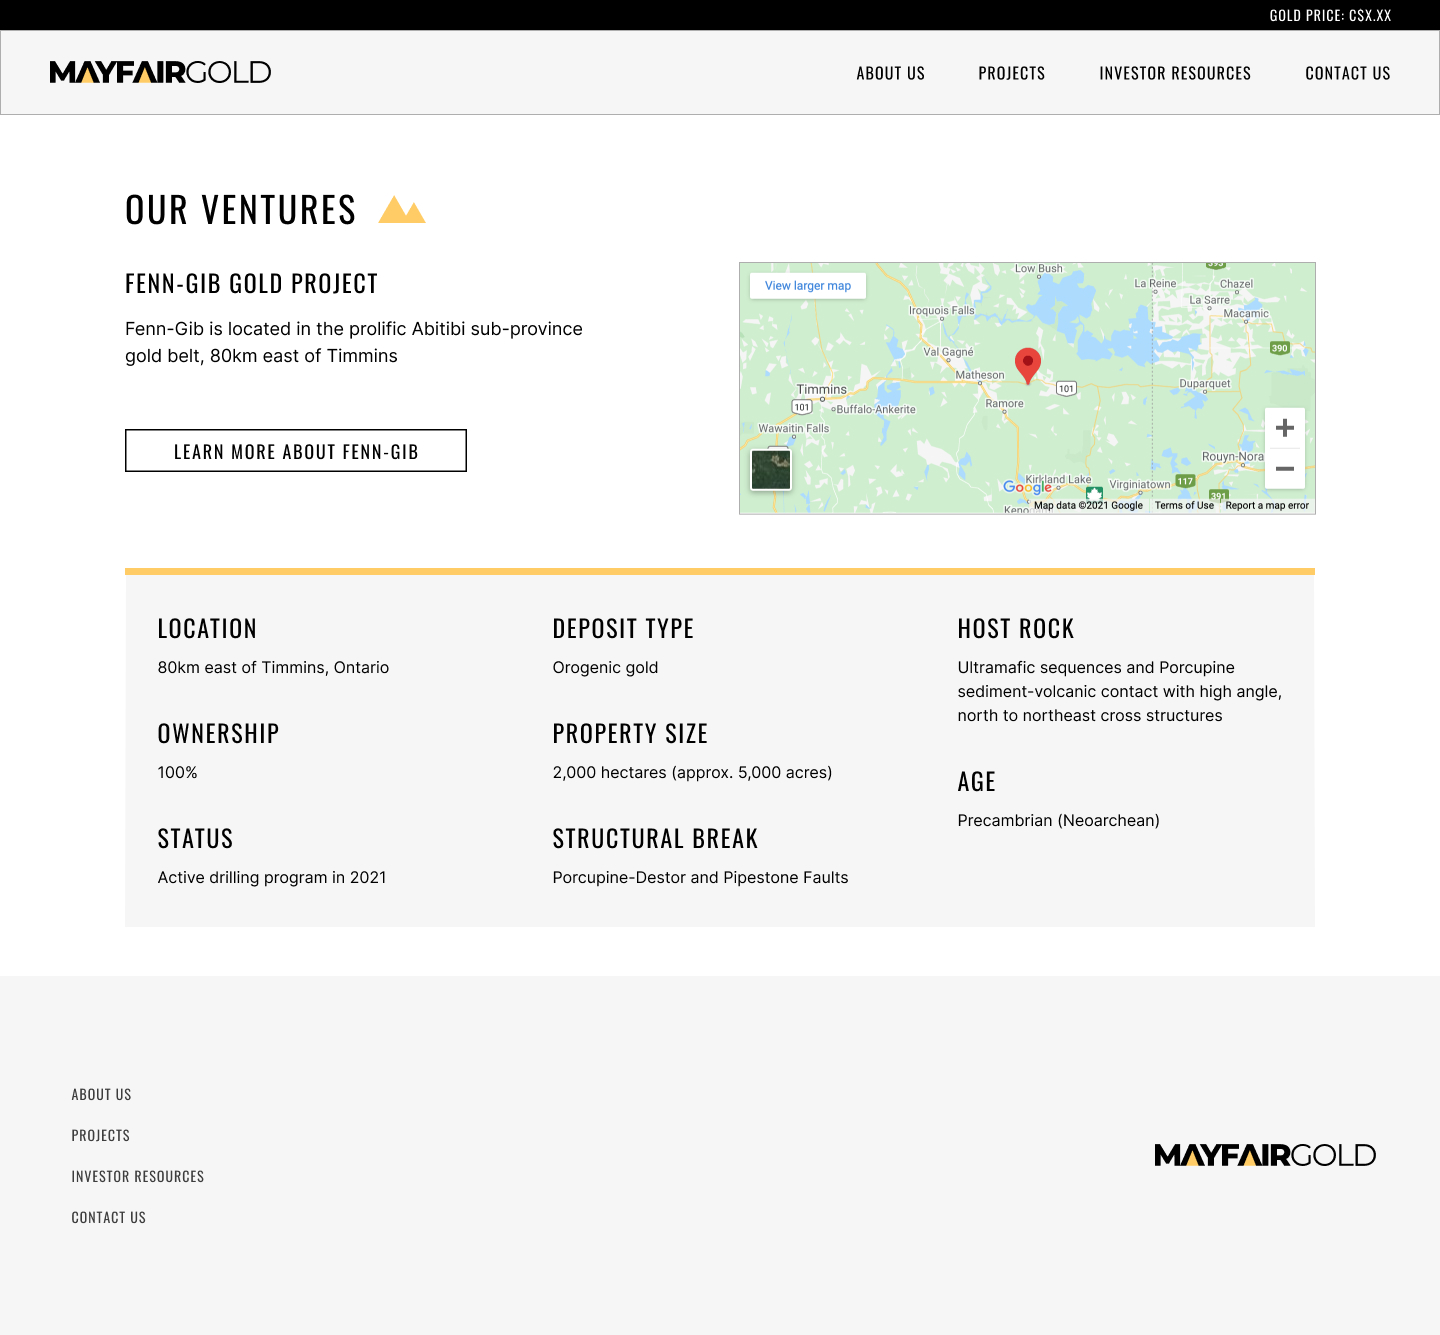 GOLD PRICE: C$X.XX
MAYFAIRGOLD
ABOUT US
PROJECTS
INVESTOR RESOURCES
CONTACT US
OUR VENTURES
FENN-GIB GOLD PROJECT
Fenn-Gib is located in the prolific Abitibi sub-province
gold belt, 80km east of Timmins
LEARN MORE ABOUT FENN-GIB
View larger map
Low Bush
La Reine
Chazel
La Sarre
Macamic
Iroquois Falls
390
Val Gagné
Matheson
101
Duparquet
Timmins
Ramore
101
Buffalo-Ankerite
Wawaitin Falls
Rouyn-Nora
Kirkland Lake
Virginiatown
117
391
Google
Keno
Map data ©2021 Google
Terms of Use
Report a map error
LOCATION
80km east of Timmins, Ontario
OWNERSHIP
100%
STATUS
Active drilling program in 2021
DEPOSIT TYPE
Orogenic gold
PROPERTY SIZE
2,000 hectares (approx. 5,000 acres)
STRUCTURAL BREAK
Porcupine-Destor and Pipestone Faults
HOST ROCK
Ultramafic sequences and Porcupine
sediment-volcanic contact with high angle,
north to northeast cross structures
AGE
Precambrian (Neoarchean)
ABOUT US
PROJECTS
INVESTOR RESOURCES
CONTACT US
MAYFAIRGOLD